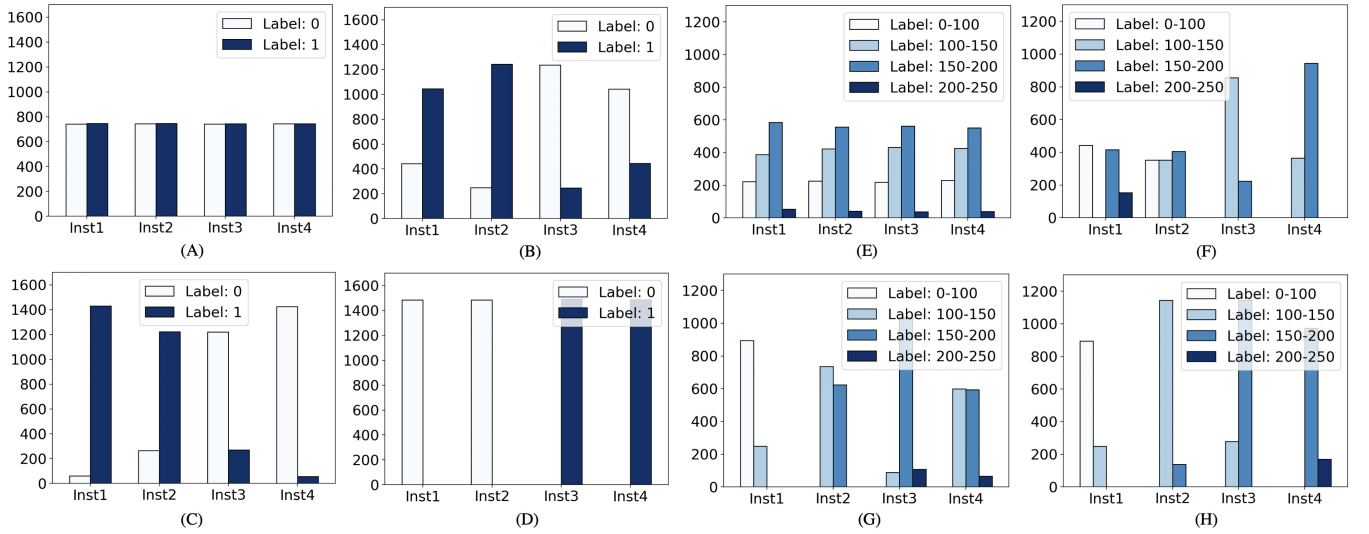 1600
1400
1200
1000
800
600
400
200
0
Label: 0
Label: 1
Inst1 Inst2 Inst3 Inst4
(A)
1600
1400
1200
1000
800
600
400
200
0
Label: 0
Label: 1
Inst1 Inst2 Inst3 Inst4
(B)
1200
1000
800
600
400
200
0
Label: 0-100
Label: 100-150
Label: 150-200
Label: 200-250
Inst1 Inst2 Inst3 Inst4
(E)
1200
1000
800
600
400
200
0
Label: 0-100
Label: 100-150
Label: 150-200
Label: 200-250
Inst1 Inst2 Inst3 Inst4
(F)
1600
1400
1200
1000
800
600
400
200
0
Label: 0
Label: 1
Inst1 Inst2 Inst3 Inst4
(C)
1600
1400
1200
1000
800
600
400
200
0
Label: 0
Label: 1
Inst1 Inst2 Inst3 Inst4
(D)
1200
1000
800
600
400
200
0
Label: 0-100
Label: 100-150
Label: 150-200
Label: 200-250
Inst1 Inst2 Inst3 Inst4
(G)
1200
1000
800
600
400
200
0
Label: 0-100
Label: 100-150
Label: 150-200
Label: 200-250
Inst1 Inst2 Inst3 Inst4
(H)